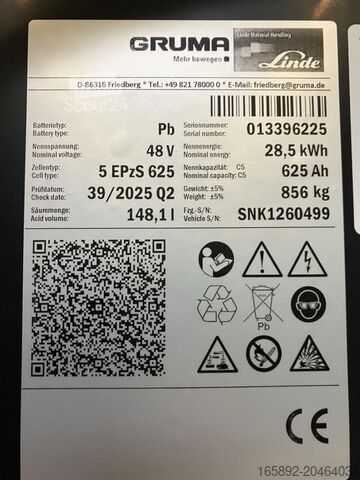 GRUMA
Mehr bewegen
Linde Material Handling
Linde
D-86316 Friedberg * Tel.: +49 821 78000 0 * E-Mail: friedberg@gruma.de
Scout24
Batterietyp: Pb Seriennummer: 013396225
Battery type: Serial number:
Nennspannung: 48 V Nennenergie: 28,5 kWh
Nominal voltage: Nominal energy:
Zellentyp: 5 EPzS 625 Nennkapazität: C5 625 Ah
Cell type: Nominal capacity: C5
Prüfdatum: 39/2025 Q2 Gewicht: ±5% 856 kg
Check date: Weight: ±5%
Säuremenge: 148,1 l Fzg.-S/N: SNK1260499
Acid volume: Vehicle S/N:
Pb
CE
165892-20464032